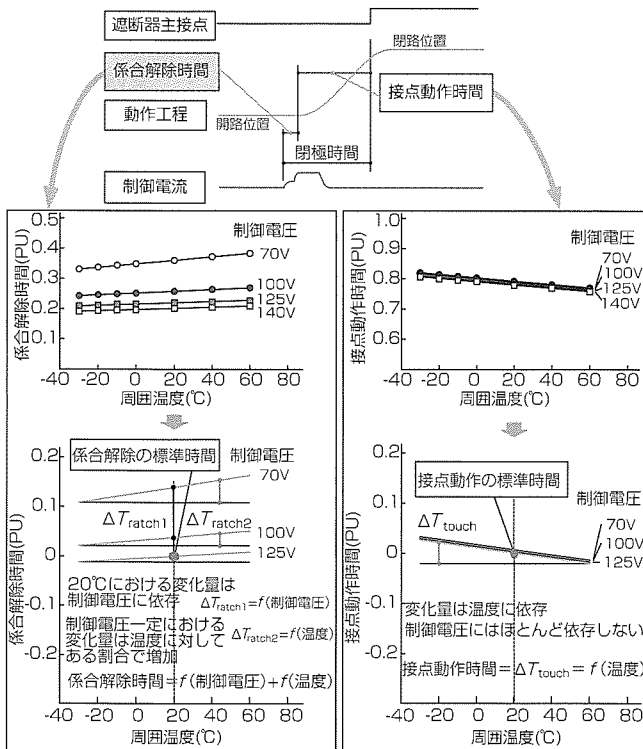 遮断器主接点
閉路位置
係合解除時間
接点動作時間
動作工程
開路位置
閉極時間
制御電流
0.5
0.4
0.3
0.2
0.1
係合解除時間(PU)
制御電圧
70V
100V
125V
140V
-40 -20 0 20 40 60 80
周囲温度(℃)
1.0
0.9
0.8
0.7
0.6
接点動作時間(PU)
制御電圧
70V
100V
125V
140V
-40 -20 0 20 40 60 80
周囲温度(℃)
0.2
0.1
0
-0.1
-0.2
係合解除時間(PU)
係合解除の標準時間
制御電圧
70V
ΔTratch1
ΔTratch2
100V
125V
20℃における変化量は
制御電圧に依存 ΔTratch1=f(制御電圧)
制御電圧一定における
変化量は温度に対して ΔTratch2=f(温度)
ある割合で増加
係合解除時間=f(制御電圧)+f(温度)
-40 -20 0 20 40 60 80
周囲温度(℃)
0.2
0.1
0
-0.1
-0.2
接点動作時間(PU)
接点動作の標準時間
制御電圧
ΔTtouch
70V
100V
125V
変化量は温度に依存
制御電圧にはほとんど依存しない
接点動作時間=ΔTtouch=f(温度)
-40 -20 0 20 40 60 80
周囲温度(℃)